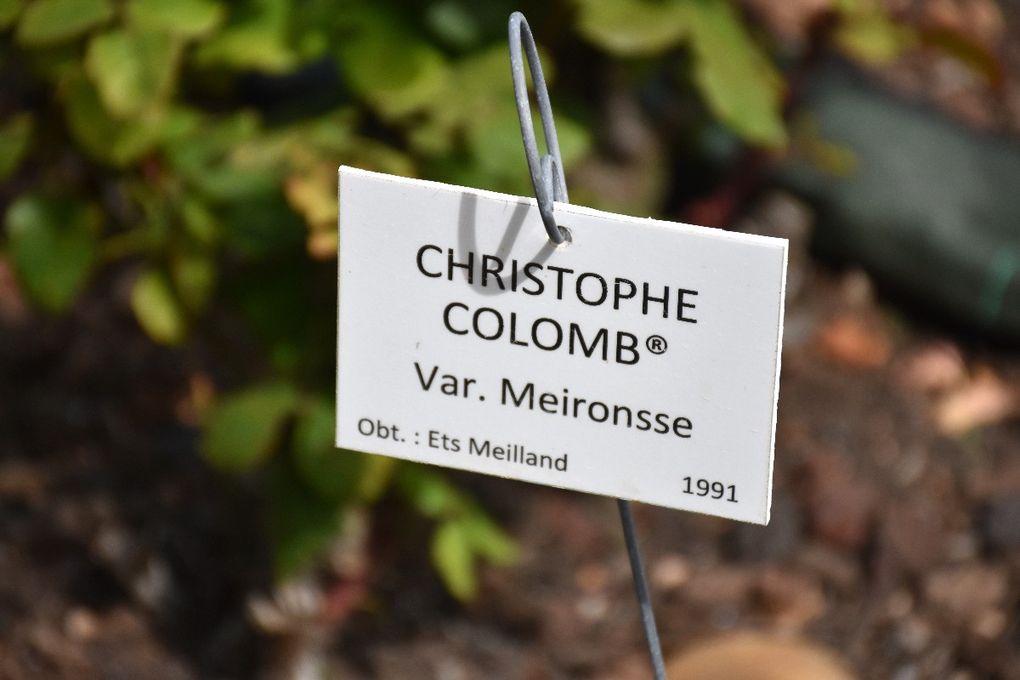 CHRISTOPHE
COLOMB®
Var. Meironsse
Obt. : Ets Meilland
1991